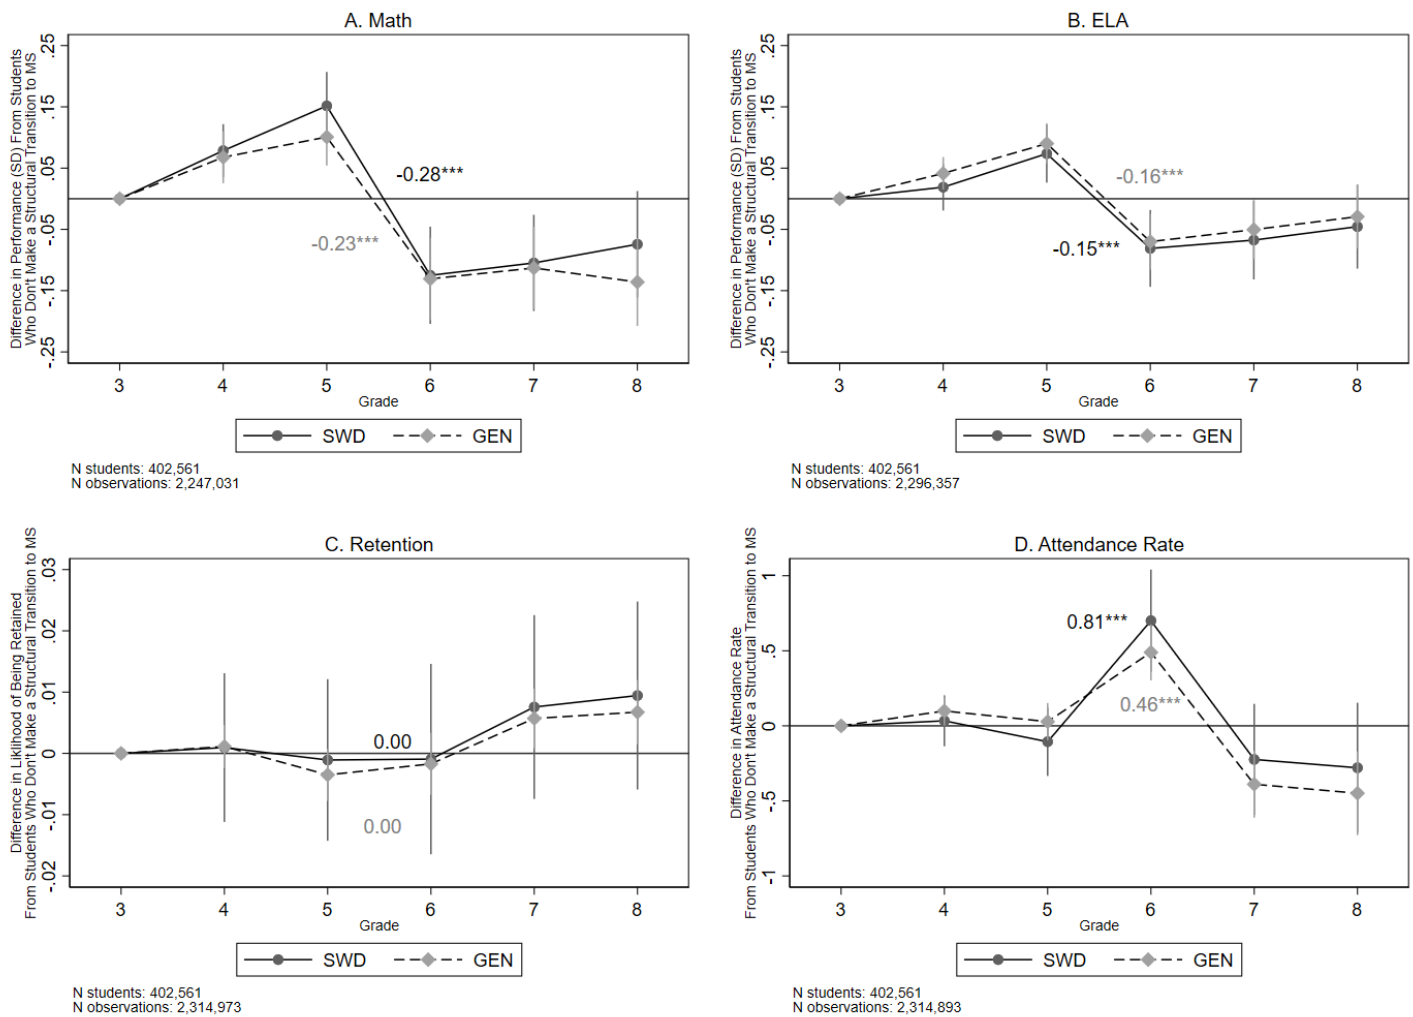 A. Math
Difference in Performance (SD) From Students
Who Don't Make a Structural Transition to MS
.25
.15
.05
-.05
-.15
-.25
-0.28***
-0.23***
3 4 5 6 7 8
Grade
SWD GEN
N students: 402,561
N observations: 2,247,031
B. ELA
Difference in Performance (SD) From Students
Who Don't Make a Structural Transition to MS
.25
.15
.05
-.05
-.15
-.25
-0.16***
-0.15***
3 4 5 6 7 8
Grade
SWD GEN
N students: 402,561
N observations: 2,296,357
C. Retention
Difference in Liklihood of Being Retained
From Students Who Don't Make a Structural Transition to MS
.03
.02
.01
0
-.01
-.02
0.00
0.00
3 4 5 6 7 8
Grade
SWD GEN
N students: 402,561
N observations: 2,314,973
D. Attendance Rate
Difference in Attendance Rate
From Students Who Don't Make a Structural Transition to MS
1
.5
0
-.5
-1
0.81***
0.46***
3 4 5 6 7 8
Grade
SWD GEN
N students: 402,561
N observations: 2,314,893